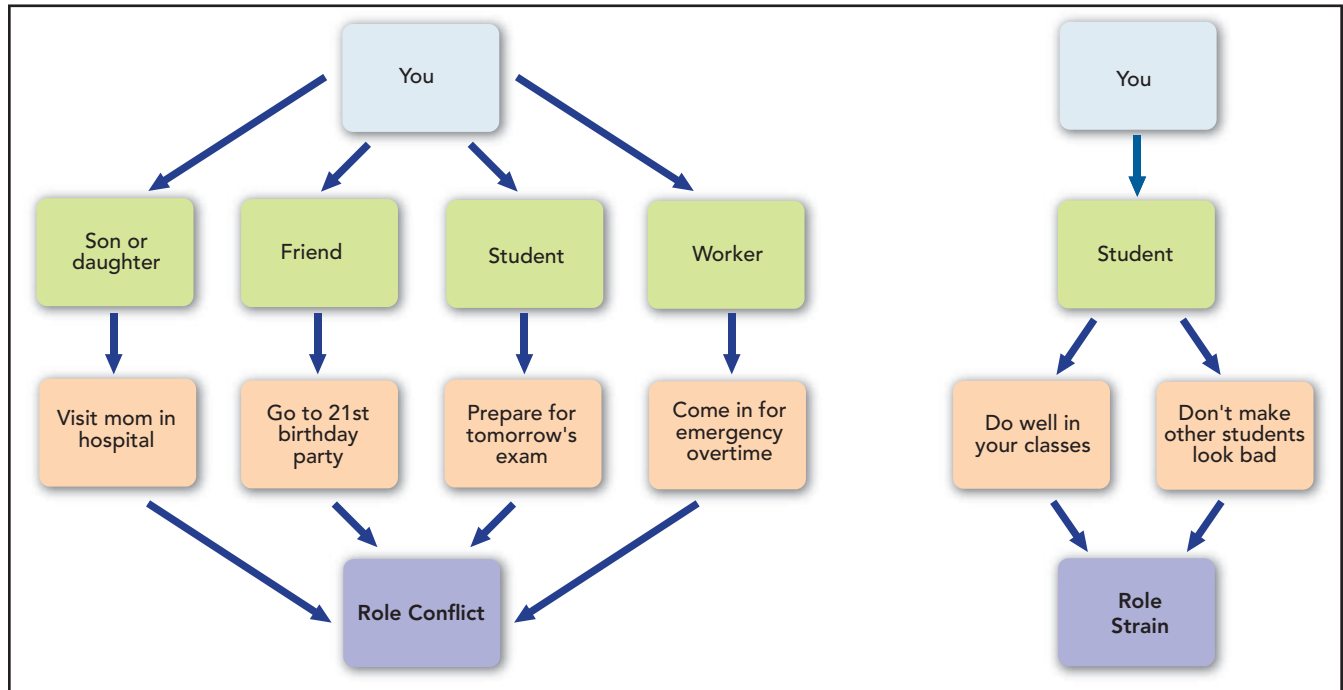 You
Son or
daughter
Friend
Student
Worker
Visit mom in
hospital
Go to 21st
birthday
party
Prepare for
tomorrow's
exam
Come in for
emergency
overtime
Role Conflict
You
Student
Do well in
your classes
Don't make
other students
look bad
Role
Strain